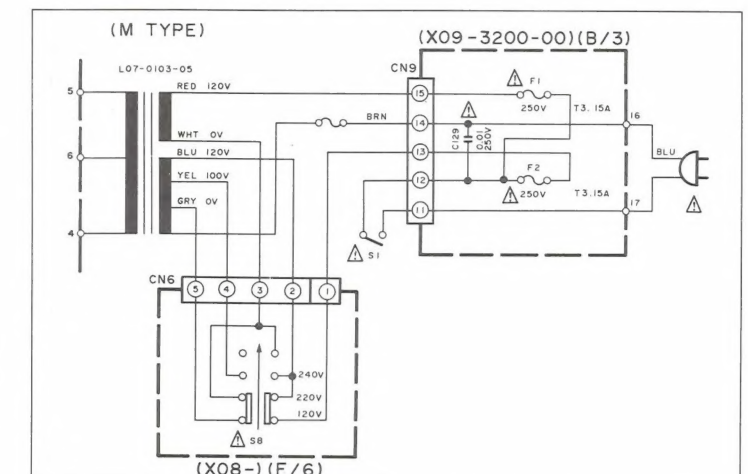 (M TYPE)
(X09-3200-00)(B/3)
L07-0103-05
CN9
5
RED 120V
15
F1
250V
T3.15A
BRN
14
16
WHT 0V
C129
0.01
250V
BLU
6
BLU 120V
13
YEL 100V
12
F2
250V
T3.15A
GRY 0V
11
17
4
S1
CN6
5 4 3 2 1
240V
220V
120V
S8
(X08-)(F/6)